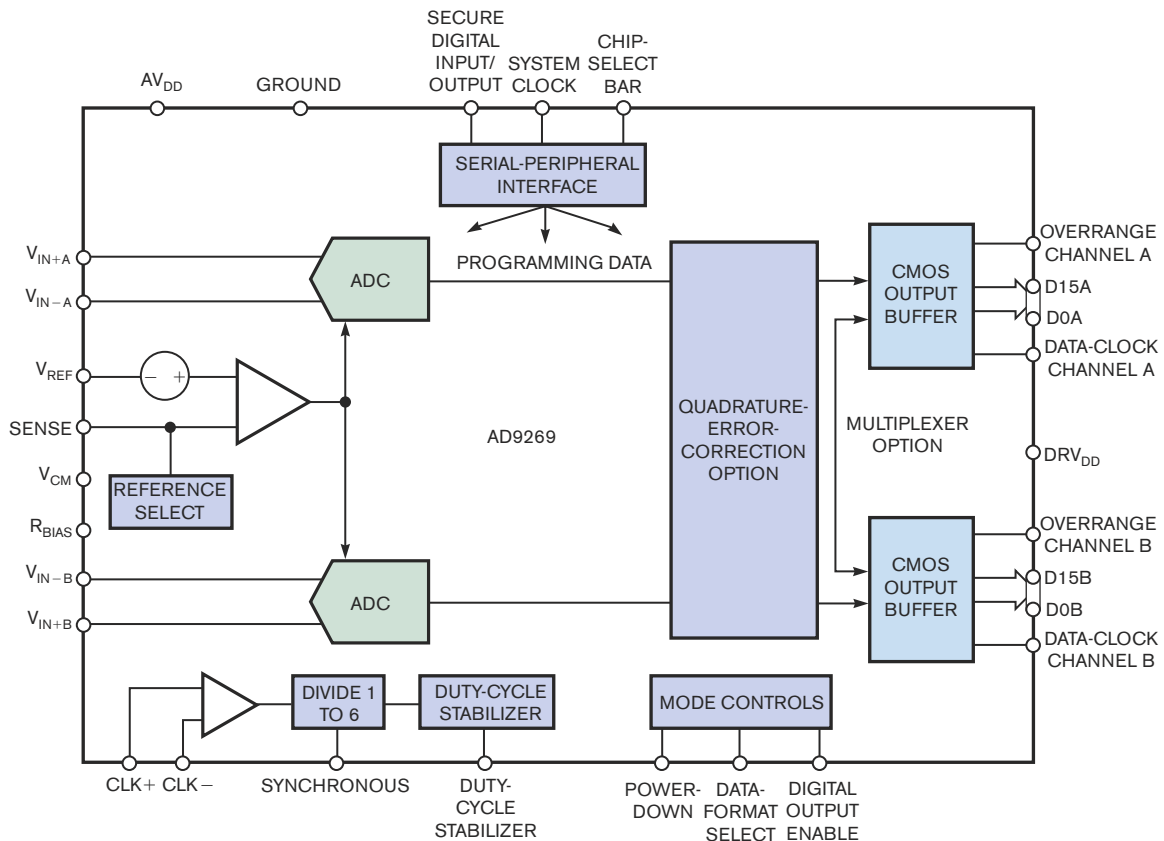 SECURE
DIGITAL
INPUT/
OUTPUT
SYSTEM
CLOCK
CHIP-
SELECT
BAR
AVDD
GROUND
SERIAL-PERIPHERAL
INTERFACE
PROGRAMMING DATA
VIN+A
VIN−A
ADC
VREF
− +
SENSE
VCM
REFERENCE
SELECT
RBIAS
VIN−B
VIN+B
ADC
AD9269
QUADRATURE-
ERROR-
CORRECTION
OPTION
CMOS
OUTPUT
BUFFER
OVERRANGE
CHANNEL A
D15A
D0A
DATA-CLOCK
CHANNEL A
MULTIPLEXER
OPTION
DRVDD
CMOS
OUTPUT
BUFFER
OVERRANGE
CHANNEL B
D15B
D0B
DATA-CLOCK
CHANNEL B
DIVIDE 1
TO 6
DUTY-CYCLE
STABILIZER
MODE CONTROLS
CLK+ CLK−
SYNCHRONOUS
DUTY-
CYCLE
STABILIZER
POWER-
DOWN
DATA-
FORMAT
SELECT
DIGITAL
OUTPUT
ENABLE